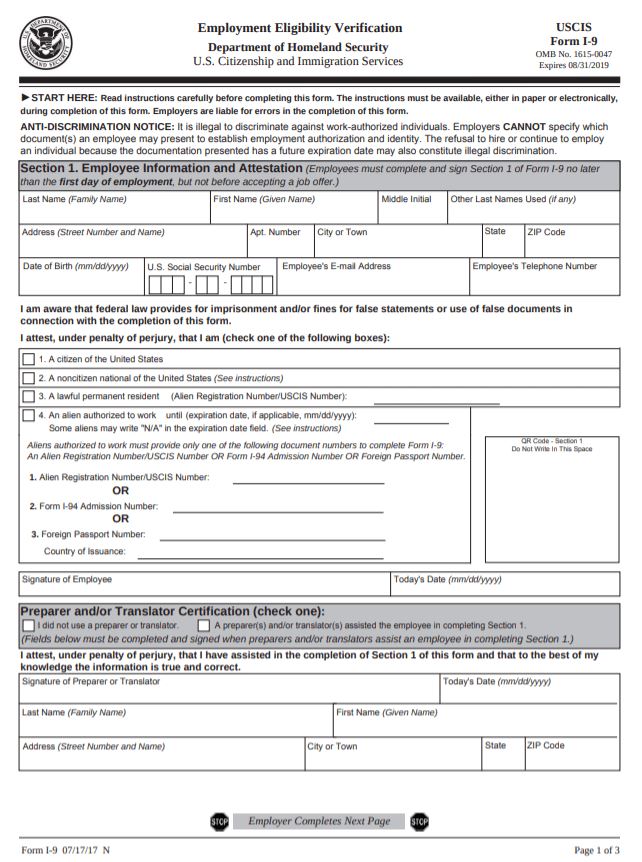 Employment Eligibility Verification
Department of Homeland Security
U.S. Citizenship and Immigration Services
USCIS
Form I-9
OMB No. 1615-0047
Expires 08/31/2019
►START HERE: Read instructions carefully before completing this form. The instructions must be available, either in paper or electronically,
during completion of this form. Employers are liable for errors in the completion of this form.
ANTI-DISCRIMINATION NOTICE: It is illegal to discriminate against work-authorized individuals. Employers CANNOT specify which
document(s) an employee may present to establish employment authorization and identity. The refusal to hire or continue to employ
an individual because the documentation presented has a future expiration date may also constitute illegal discrimination.
Section 1. Employee Information and Attestation (Employees must complete and sign Section 1 of Form I-9 no later
than the first day of employment, but not before accepting a job offer.)
Last Name (Family Name) First Name (Given Name) Middle Initial Other Last Names Used (if any)
Address (Street Number and Name) Apt. Number City or Town State ZIP Code
Date of Birth (mm/dd/yyyy) U.S. Social Security Number Employee's E-mail Address Employee's Telephone Number
- -
I am aware that federal law provides for imprisonment and/or fines for false statements or use of false documents in
connection with the completion of this form.
I attest, under penalty of perjury, that I am (check one of the following boxes):
1. A citizen of the United States
2. A noncitizen national of the United States (See instructions)
3. A lawful permanent resident (Alien Registration Number/USCIS Number):
4. An alien authorized to work until (expiration date, if applicable, mm/dd/yyyy):
Some aliens may write "N/A" in the expiration date field. (See instructions)
Aliens authorized to work must provide only one of the following document numbers to complete Form I-9:
An Alien Registration Number/USCIS Number OR Form I-94 Admission Number OR Foreign Passport Number.
1. Alien Registration Number/USCIS Number:
OR
2. Form I-94 Admission Number:
OR
3. Foreign Passport Number:
Country of Issuance:
QR Code - Section 1
Do Not Write In This Space
Signature of Employee Today's Date (mm/dd/yyyy)
Preparer and/or Translator Certification (check one):
I did not use a preparer or translator. A preparer(s) and/or translator(s) assisted the employee in completing Section 1.
(Fields below must be completed and signed when preparers and/or translators assist an employee in completing Section 1.)
I attest, under penalty of perjury, that I have assisted in the completion of Section 1 of this form and that to the best of my
knowledge the information is true and correct.
Signature of Preparer or Translator Today's Date (mm/dd/yyyy)
Last Name (Family Name) First Name (Given Name)
Address (Street Number and Name) City or Town State ZIP Code
STOP Employer Completes Next Page STOP
Form I-9 07/17/17 N Page 1 of 3